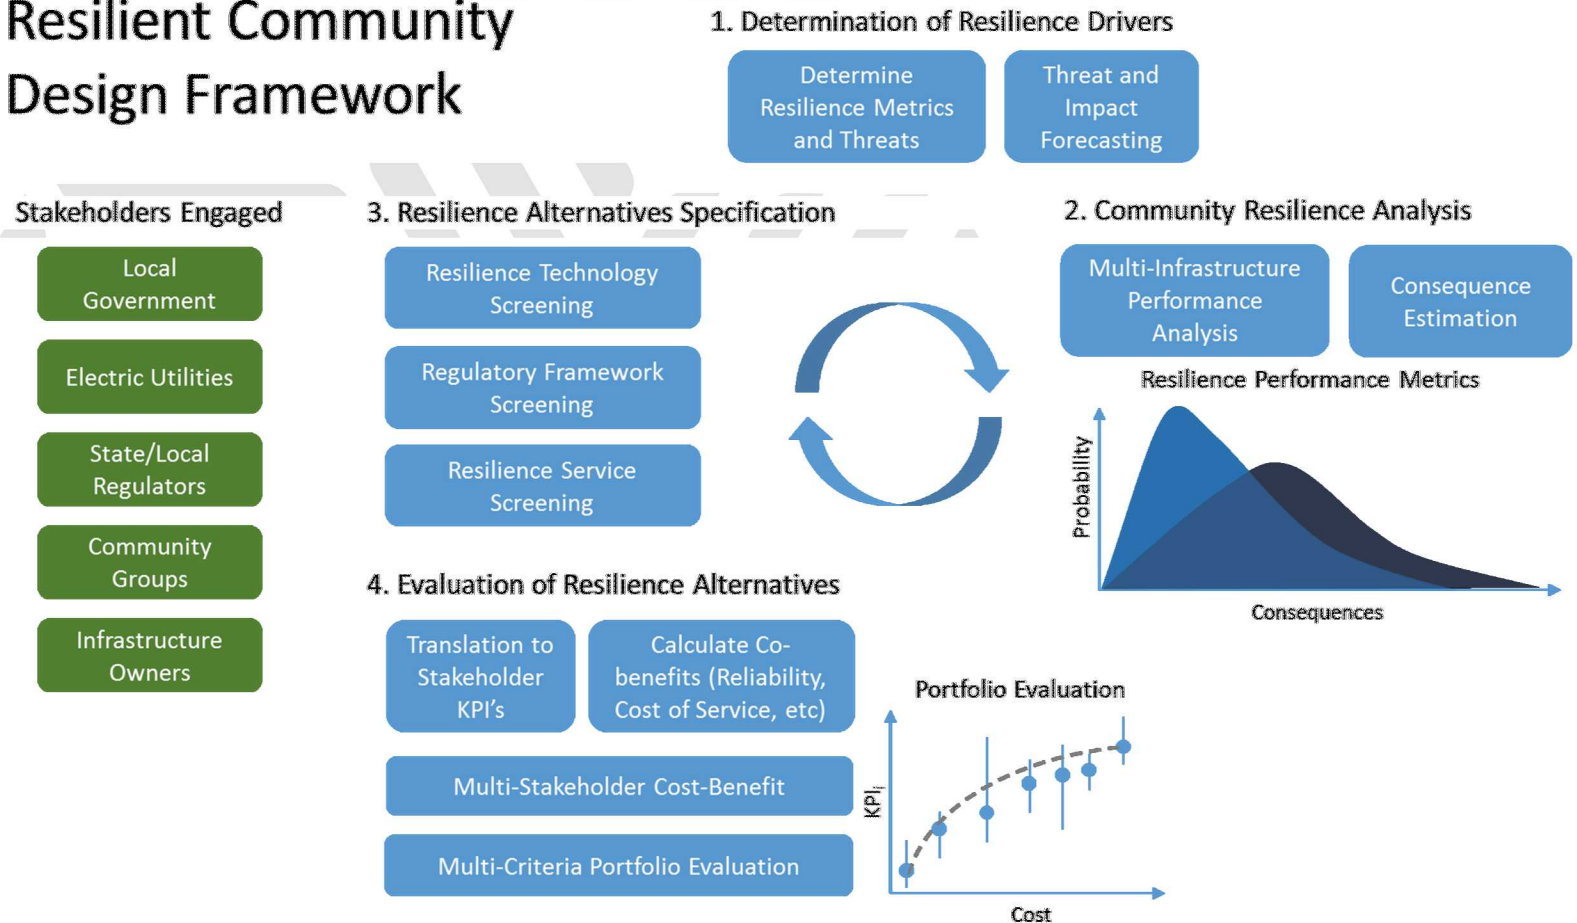 Resilient Community
Design Framework
1. Determination of Resilience Drivers
Determine
Resilience Metrics
and Threats
Threat and
Impact
Forecasting
Stakeholders Engaged
Local
Government
Electric Utilities
State/Local
Regulators
Community
Groups
Infrastructure
Owners
3. Resilience Alternatives Specification
Resilience Technology
Screening
Regulatory Framework
Screening
Resilience Service
Screening
2. Community Resilience Analysis
Multi-Infrastructure
Performance
Analysis
Consequence
Estimation
Resilience Performance Metrics
Probability
Consequences
4. Evaluation of Resilience Alternatives
Translation to
Stakeholder
KPI's
Calculate Co-
benefits (Reliability,
Cost of Service, etc)
Multi-Stakeholder Cost-Benefit
Multi-Criteria Portfolio Evaluation
Portfolio Evaluation
KPIi
Cost